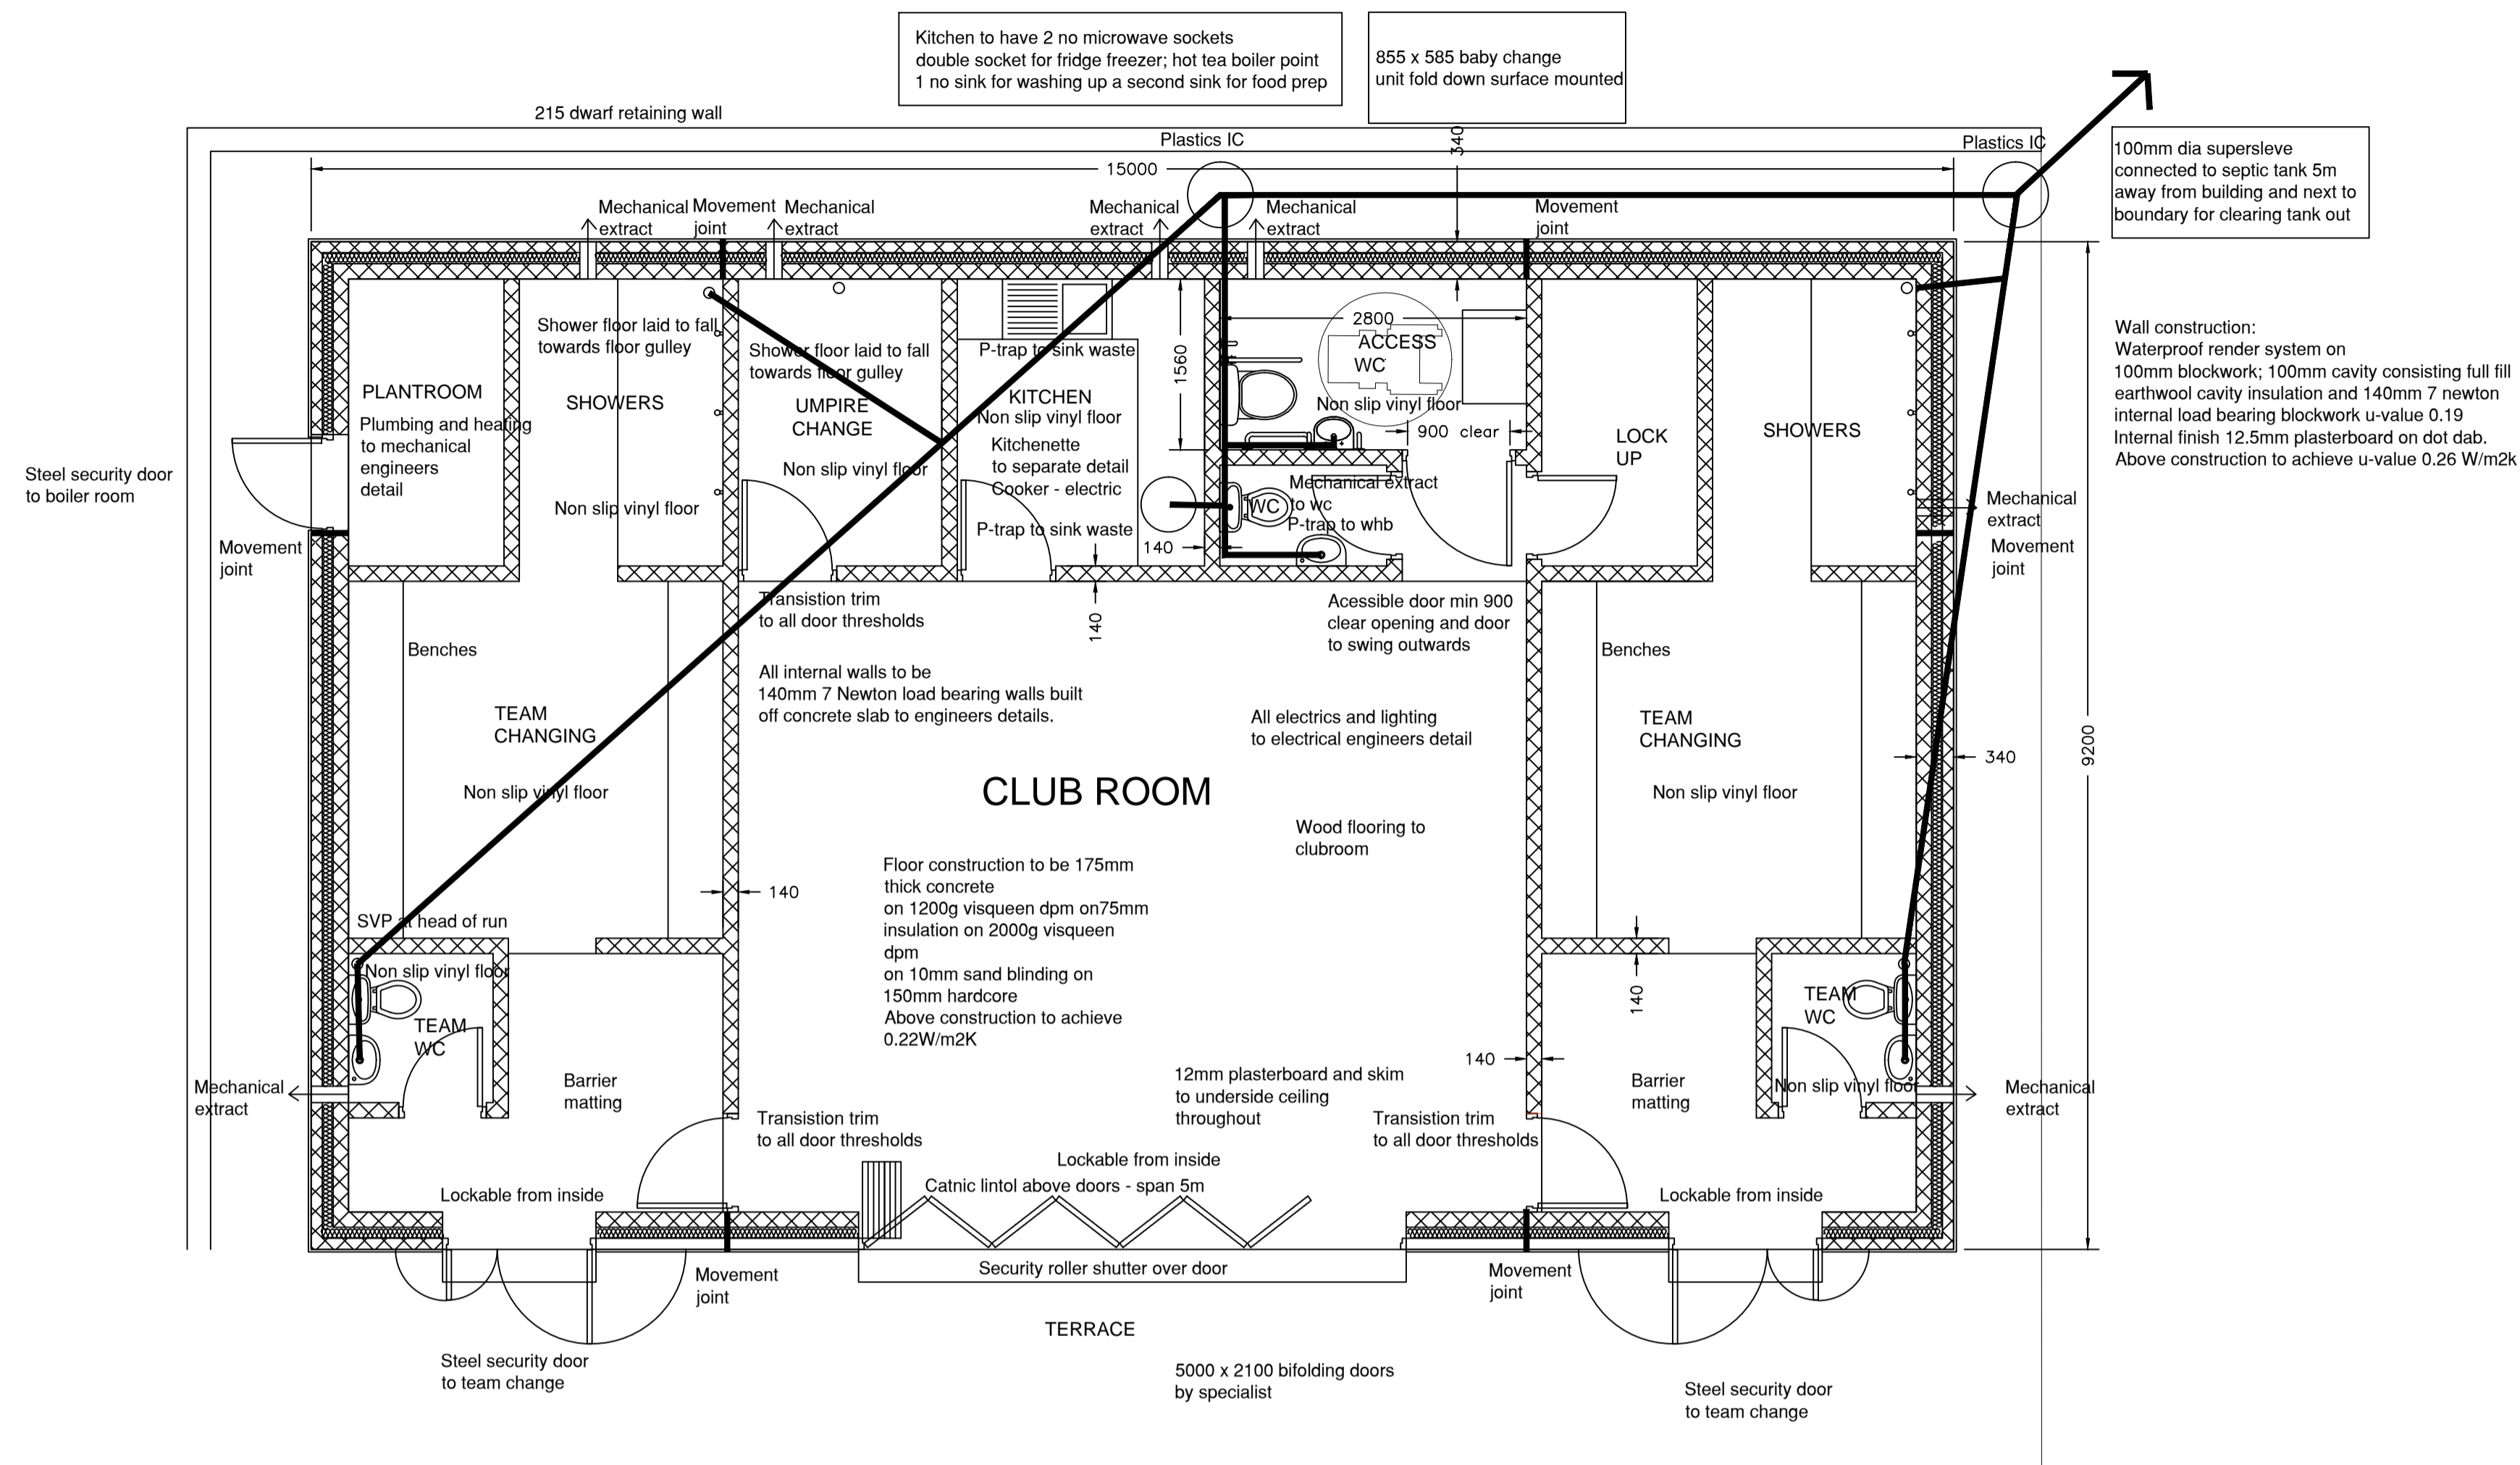 Kitchen to have 2 no microwave sockets
double socket for fridge freezer; hot tea boiler point
1 no sink for washing up a second sink for food prep
855 x 585 baby change
unit fold down surface mounted
215 dwarf retaining wall
Plastics IC
340
Plastics IC
15000
100mm dia supersleve
connected to septic tank 5m
away from building and next to
boundary for clearing tank out
Mechanical
extract
Movement
joint
Mechanical
extract
Mechanical
extract
Mechanical
extract
Movement
joint
Shower floor laid to fall
towards floor gulley
Shower floor laid to fall
towards floor gulley
P-trap to sink waste
1560
2800
ACCESS
WC
Non slip vinyl floor
900 clear
PLANTROOM
Plumbing and heating
to mechanical
engineers
detail
SHOWERS
Non slip vinyl floor
UMPIRE
CHANGE
Non slip vinyl floor
KITCHEN
Non slip vinyl floor
Kitchenette
to separate detail
Cooker - electric
P-trap to sink waste
140
WC
Mechanical extract
to wc
P-trap to whb
LOCK
UP
SHOWERS
Wall construction:
Waterproof render system on
100mm blockwork; 100mm cavity consisting full fill
earthwool cavity insulation and 140mm 7 newton
internal load bearing blockwork u-value 0.19
Internal finish 12.5mm plasterboard on dot dab.
Above construction to achieve u-value 0.26 W/m2k
Steel security door
to boiler room
Movement
joint
Mechanical
extract
Movement
joint
Transistion trim
to all door thresholds
140
Acessible door min 900
clear opening and door
to swing outwards
Benches
Benches
All internal walls to be
140mm 7 Newton load bearing walls built
off concrete slab to engineers details.
All electrics and lighting
to electrical engineers detail
TEAM
CHANGING
Non slip vinyl floor
TEAM
CHANGING
Non slip vinyl floor
340
9200
CLUB ROOM
Wood flooring to
clubroom
140
Floor construction to be 175mm
thick concrete
on 1200g visqueen dpm on75mm
insulation on 2000g visqueen
dpm
on 10mm sand blinding on
150mm hardcore
Above construction to achieve
0.22W/m2K
SVP at head of run
Non slip vinyl floor
TEAM
WC
140
TEAM
WC
Non slip vinyl floor
140
Mechanical
extract
Barrier
matting
12mm plasterboard and skim
to underside ceiling
throughout
Barrier
matting
Mechanical
extract
Transistion trim
to all door thresholds
Transistion trim
to all door thresholds
Lockable from inside
Lockable from inside
Catnic lintol above doors - span 5m
Lockable from inside
Movement
joint
Security roller shutter over door
Movement
joint
TERRACE
Steel security door
to team change
5000 x 2100 bifolding doors
by specialist
Steel security door
to team change